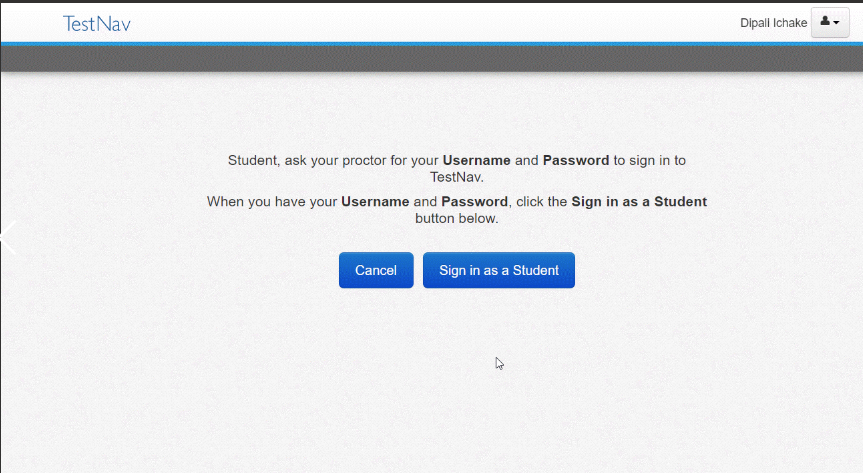 TestNav
Dipali Ichake
Student, ask your proctor for your Username and Password to sign in to
TestNav.
When you have your Username and Password, click the Sign in as a Student
button below.
Cancel
Sign in as a Student